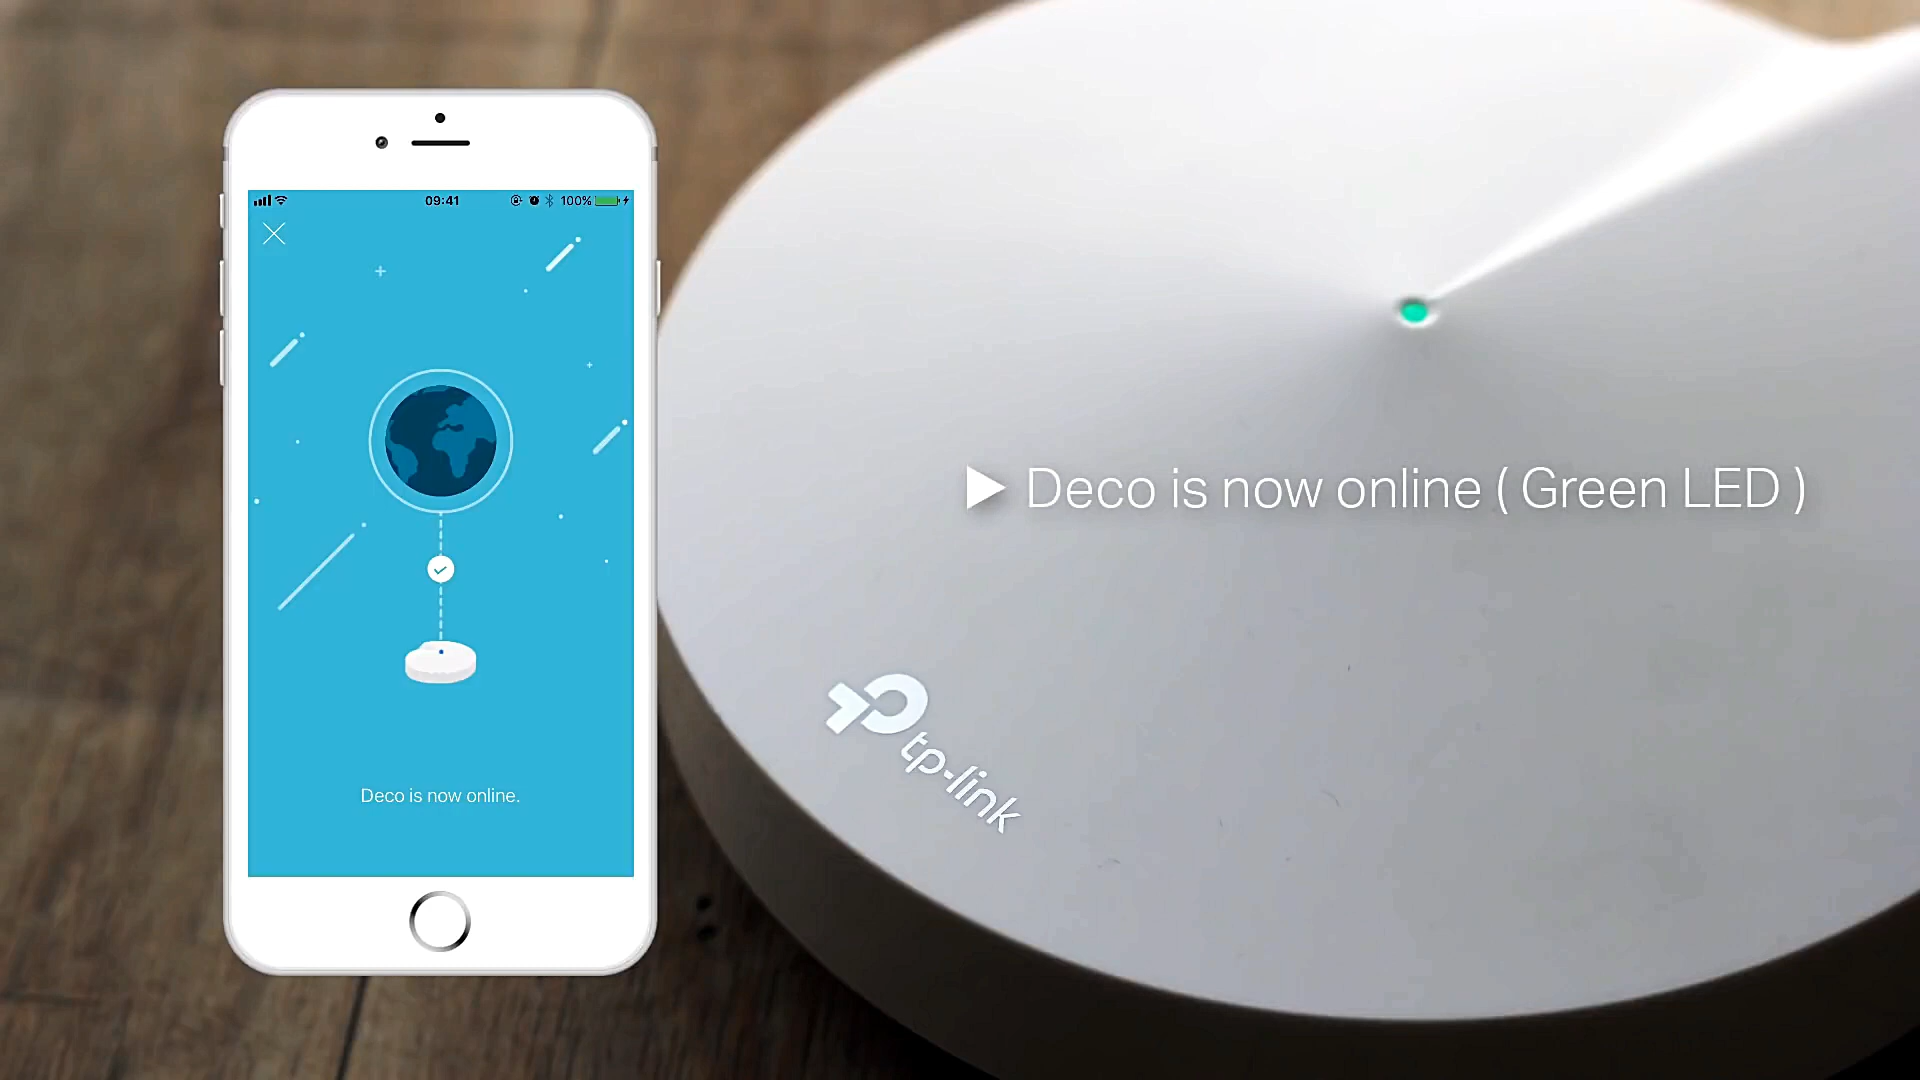 09:41
100%
Deco is now online.
▶ Deco is now online ( Green LED )
tp-link